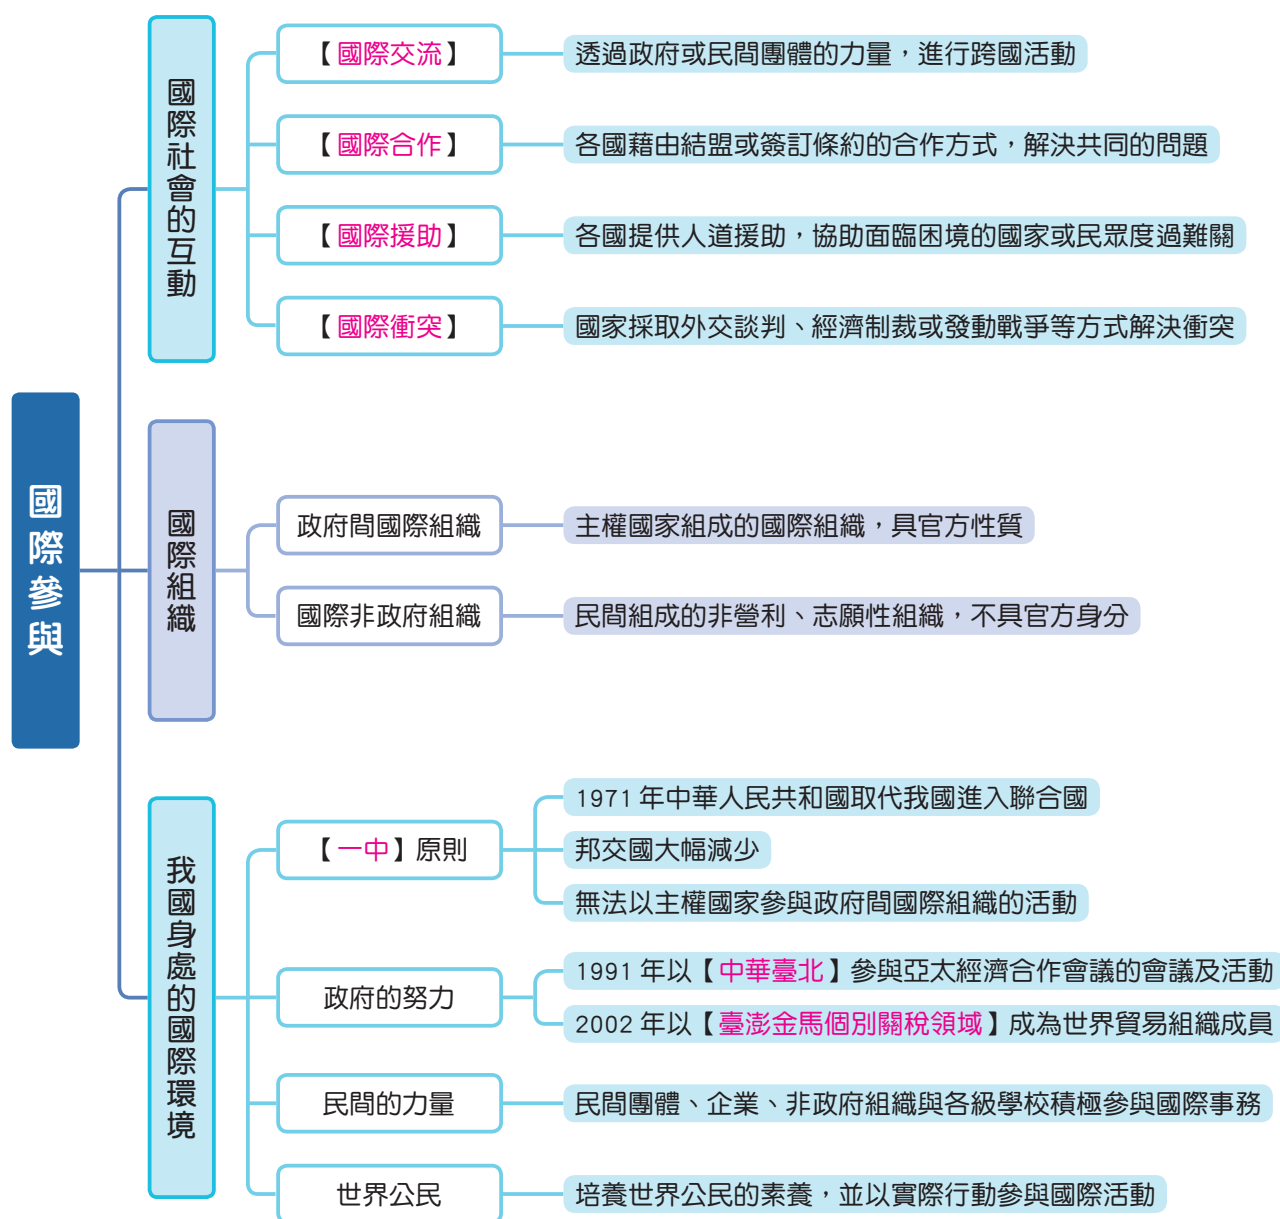 國際參與
國際社會的互動
【國際交流】
透過政府或民間團體的力量，進行跨國活動
【國際合作】
各國藉由結盟或簽訂條約的合作方式，解決共同的問題
【國際援助】
各國提供人道援助，協助面臨困境的國家或民眾度過難關
【國際衝突】
國家採取外交談判、經濟制裁或發動戰爭等方式解決衝突
國際組織
政府間國際組織
主權國家組成的國際組織，具官方性質
國際非政府組織
民間組成的非營利、志願性組織，不具官方身分
我國身處的國際環境
【一中】原則
1971 年中華人民共和國取代我國進入聯合國
邦交國大幅減少
無法以主權國家參與政府間國際組織的活動
政府的努力
1991 年以【中華臺北】參與亞太經濟合作會議的會議及活動
2002 年以【臺澎金馬個別關稅領域】成為世界貿易組織成員
民間的力量
民間團體、企業、非政府組織與各級學校積極參與國際事務
世界公民
培養世界公民的素養，並以實際行動參與國際活動